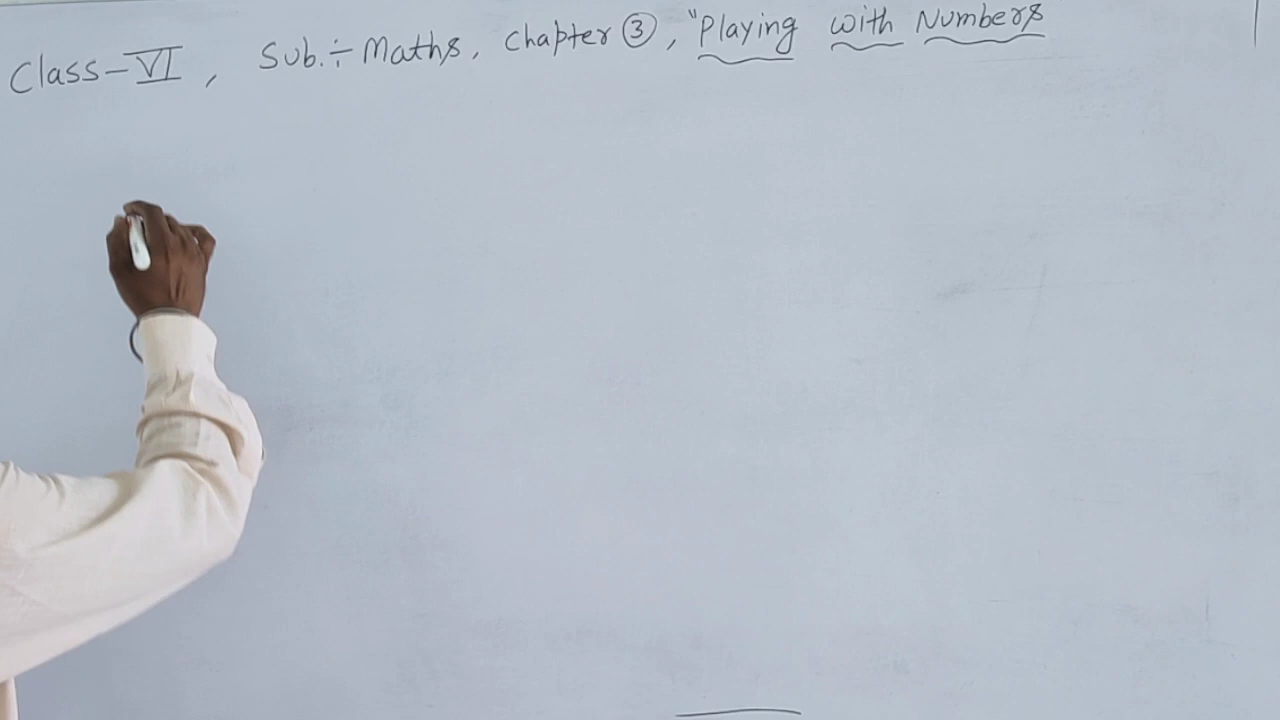 Class-VI, Sub.÷ Maths, Chapter ③, "Playing with Numbers